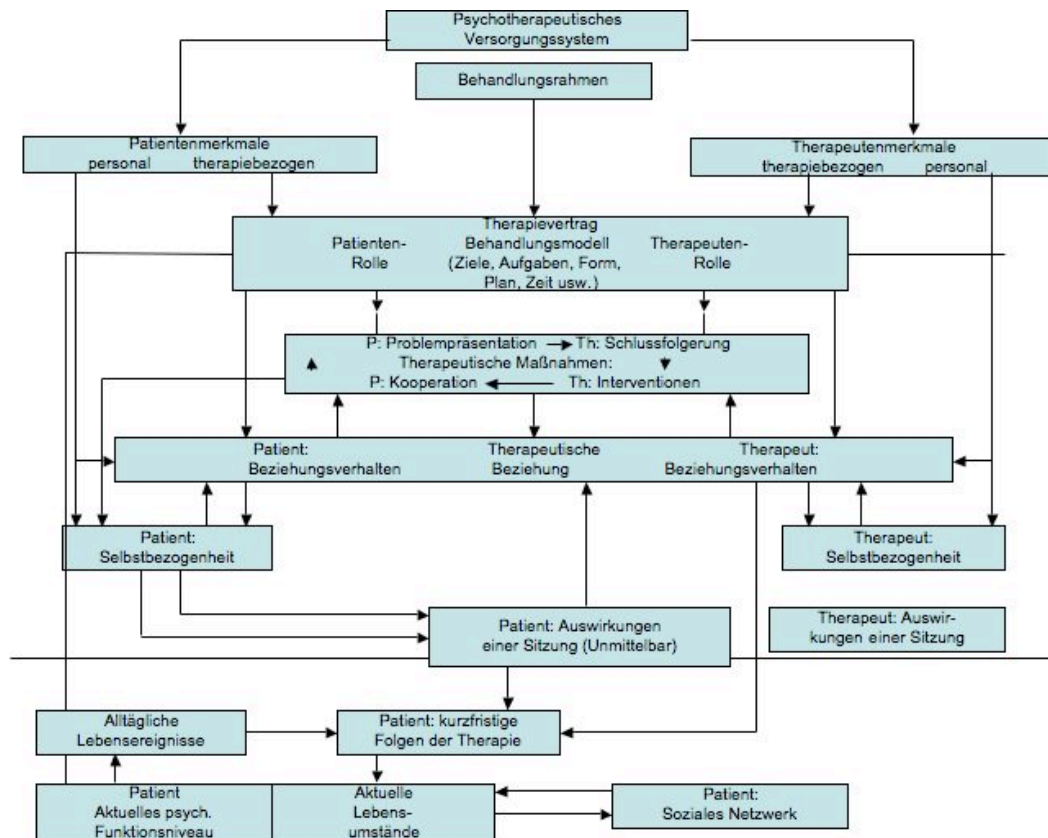 Psychotherapeutisches
Versorgungssystem
Behandlungsrahmen
Patientenmerkmale
personal therapiebezogen
Therapeutenmerkmale
therapiebezogen personal
Therapievertrag
Patienten- Behandlungsmodell Therapeuten-
Rolle (Ziele, Aufgaben, Form, Rolle
Plan, Zeit usw.)
P: Problempräsentation Th: Schlussfolgerung
Therapeutische Maßnahmen:
P: Kooperation Th: Interventionen
Patient: Therapeutische Therapeut:
Beziehungsverhalten Beziehung Beziehungsverhalten
Patient:
Selbstbezogenheit
Therapeut:
Selbstbezogenheit
Patient: Auswirkungen
einer Sitzung (Unmittelbar)
Therapeut: Auswir-
kungen einer Sitzung
Alltägliche
Lebensereignisse
Patient: kurzfristige
Folgen der Therapie
Patient
Aktuelles psych.
Funktionsniveau
Aktuelle
Lebens-
umstände
Patient:
Soziales Netzwerk